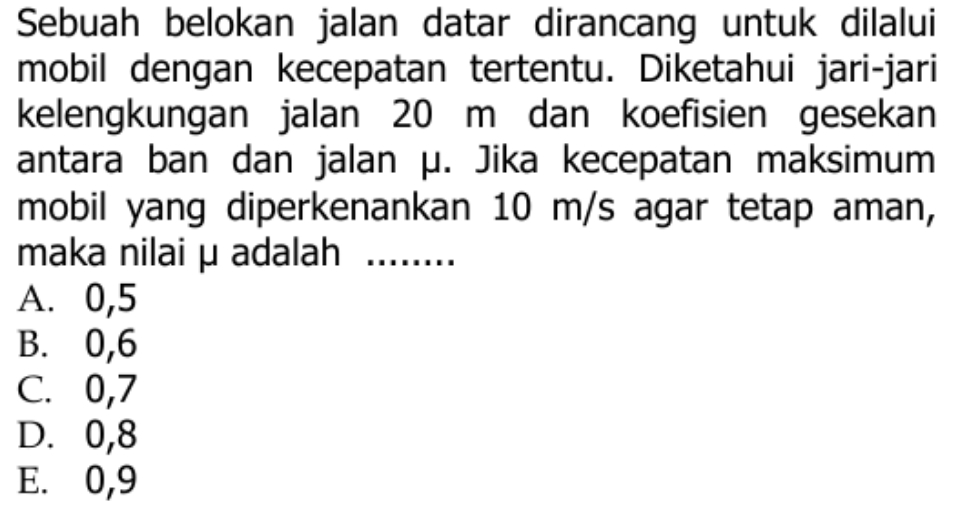 Sebuah belokan jalan datar dirancang untuk dilalui
mobil dengan kecepatan tertentu. Diketahui jari-jari
kelengkungan jalan 20 m dan koefisien gesekan
antara ban dan jalan μ. Jika kecepatan maksimum
mobil yang diperkenankan 10 m/s agar tetap aman,
maka nilai μ adalah ........
A. 0,5
B. 0,6
C. 0,7
D. 0,8
E. 0,9